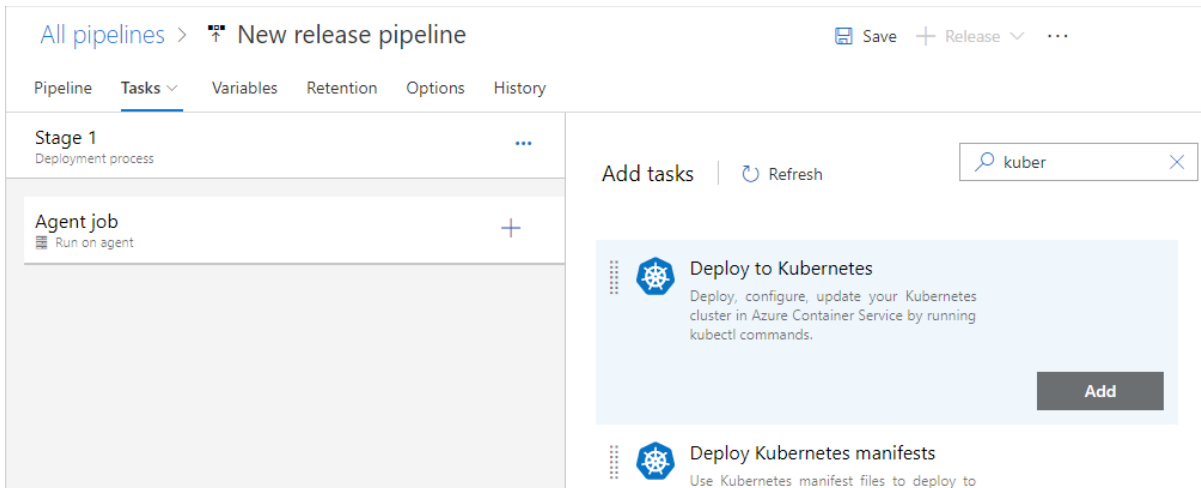 All pipelines > New release pipeline
Save + Release ...
Pipeline Tasks Variables Retention Options History
Stage 1
Deployment process
...
Agent job
Run on agent
Add tasks | Refresh
kuber
Deploy to Kubernetes
Deploy, configure, update your Kubernetes
cluster in Azure Container Service by running
kubectl commands.
Add
Deploy Kubernetes manifests
Use Kubernetes manifest files to deploy to